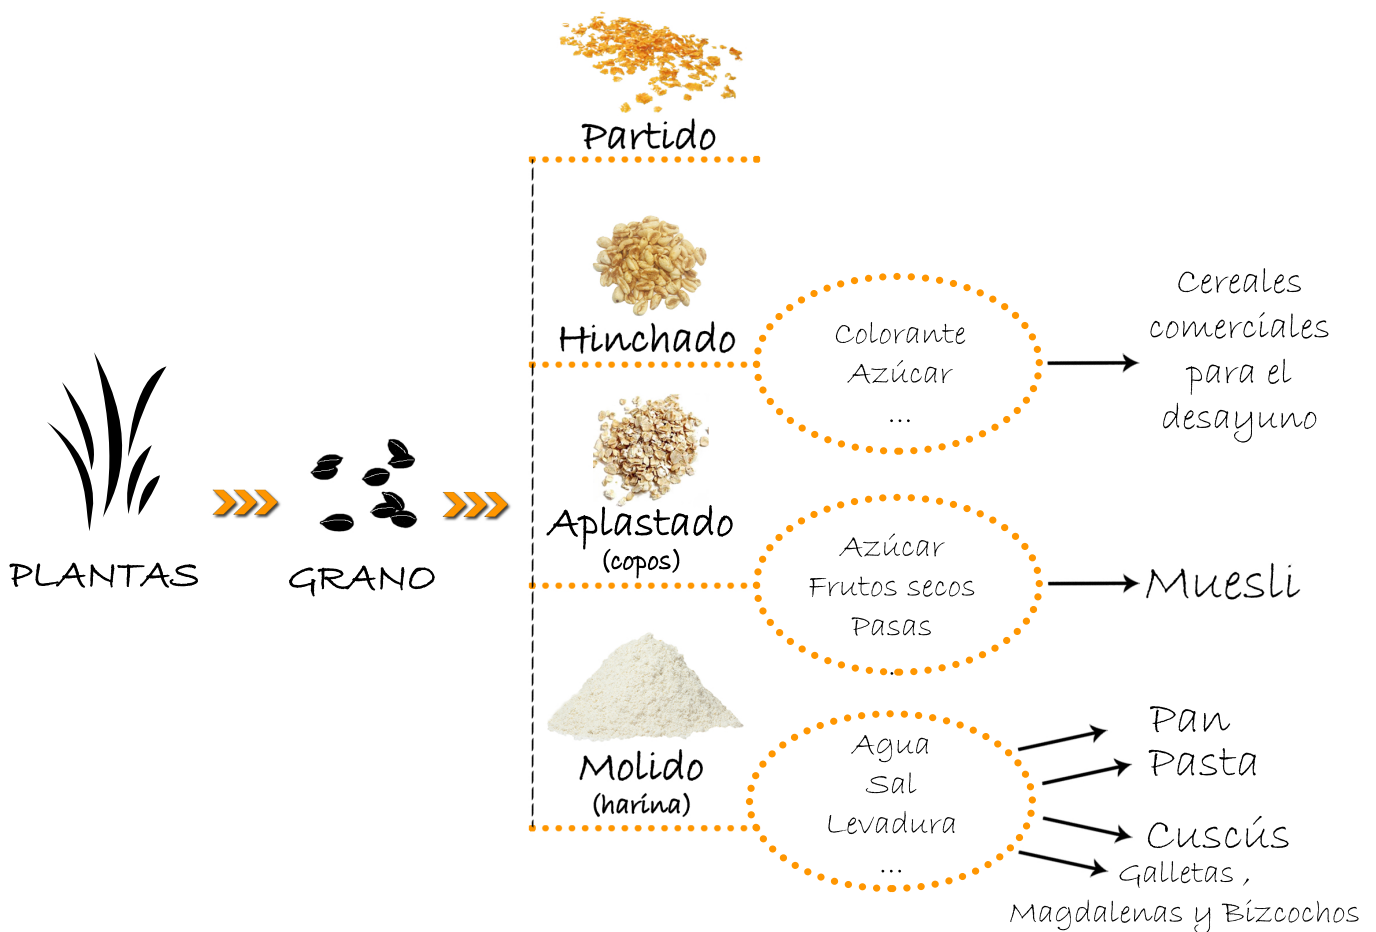 PLANTAS
GRANO
Partido
Hinchado
Colorante
Azúcar
...
Cereales
comerciales
para el
desayuno
Aplastado
(copos)
Azúcar
Frutos secos
Pasas
.
Muesli
Molido
(harina)
Agua
Sal
Levadura
...
Pan
Pasta
Cuscús
Galletas ,
Magdalenas y Bizcochos